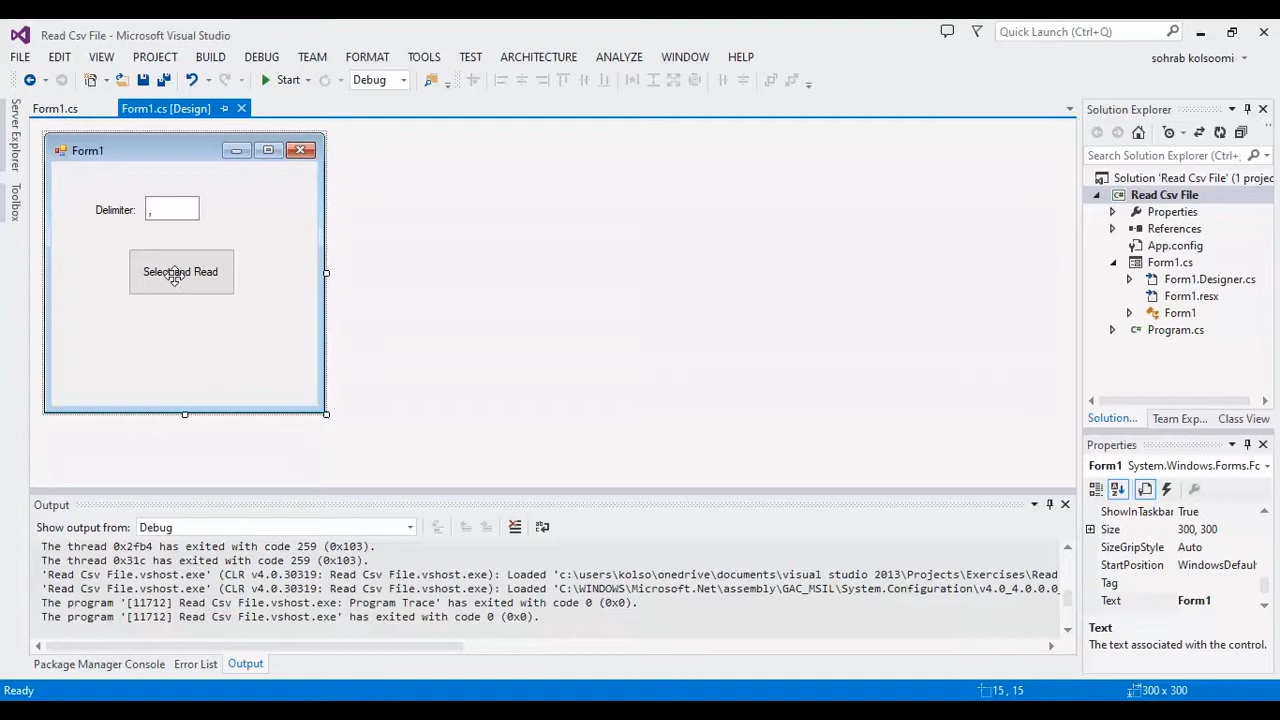 Read Csv File - Microsoft Visual Studio
Quick Launch (Ctrl+Q)
FILE EDIT VIEW PROJECT BUILD DEBUG TEAM FORMAT TOOLS TEST ARCHITECTURE ANALYZE WINDOW HELP
sohrab kolsoomi
Start Debug
Form1.cs
Form1.cs [Design]
Server Explorer
Toolbox
Form1
Delimiter: ,
Select and Read
Solution Explorer
Search Solution Explorer (Ctrl+;
Solution 'Read Csv File' (1 projec
Read Csv File
Properties
References
App.config
Form1.cs
Form1.Designer.cs
Form1.resx
Form1
Program.cs
Solution... Team Exp... Class View
Properties
Form1 System.Windows.Forms.Fc
ShowInTaskbar True
Size 300, 300
SizeGripStyle Auto
StartPosition WindowsDefaul
Tag
Text Form1
Text
The text associated with the control.
Output
Show output from: Debug
The thread 0x2fb4 has exited with code 259 (0x103).
The thread 0x31c has exited with code 259 (0x103).
'Read Csv File.vshost.exe' (CLR v4.0.30319: Read Csv File.vshost.exe): Loaded 'c:\users\kolso\onedrive\documents\visual studio 2013\Projects\Exercises\Read
'Read Csv File.vshost.exe' (CLR v4.0.30319: Read Csv File.vshost.exe): Loaded 'C:\WINDOWS\Microsoft.Net\assembly\GAC_MSIL\System.Configuration\v4.0_4.0.0.0_
The program '[11712] Read Csv File.vshost.exe: Program Trace' has exited with code 0 (0x0).
The program '[11712] Read Csv File.vshost.exe' has exited with code 0 (0x0).
Package Manager Console Error List Output
Ready
15 , 15
300 x 300